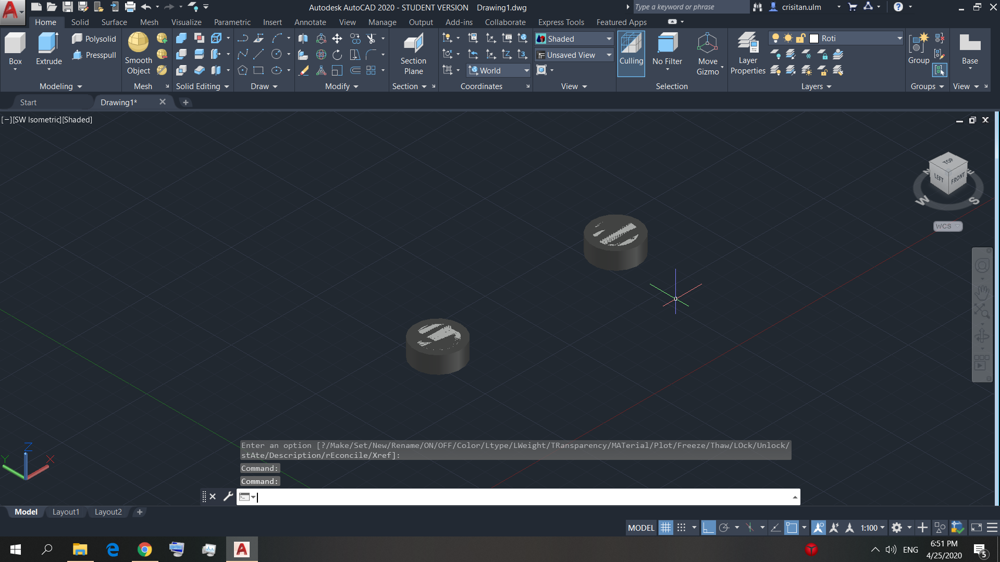 Autodesk AutoCAD 2020 - STUDENT VERSION Drawing1.dwg
Type a keyword or phrase
crisitan.ulm
Home Solid Surface Mesh Visualize Parametric Insert Annotate View Manage Output Add-ins Collaborate Express Tools Featured Apps
Box
Extrude
Polysolid
Presspull
Smooth
Object
Section
Plane
Shaded
Unsaved View
World
Culling
No Filter
Move
Gizmo
Layer
Properties
Roti
Group
Base
Modeling Mesh Solid Editing Draw Modify Section Coordinates View Selection Layers Groups View
Start Drawing1*
[−][SW Isometric][Shaded]
TOP
LEFT FRONT
W S
WCS
Z
Y X
Enter an option [?/Make/Set/New/Rename/ON/OFF/Color/Ltype/LWeight/TRansparency/MATerial/Plot/Freeze/Thaw/LOck/Unlock/
stAte/Description/rEconcile/Xref]:
Command:
Command:
Model Layout1 Layout2
MODEL
1:100
ENG
6:51 PM
4/25/2020
5